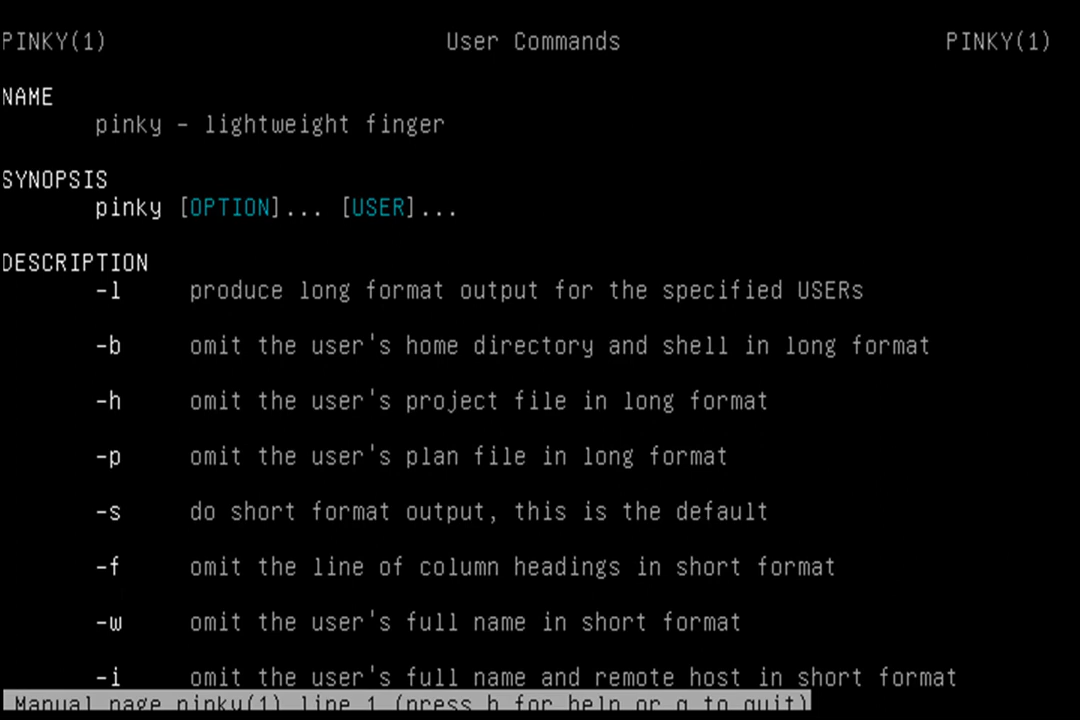 PINKY(1) User Commands PINKY(1)
NAME
pinky - lightweight finger
SYNOPSIS
pinky [OPTION]... [USER]...
DESCRIPTION
-l produce long format output for the specified USERs
-b omit the user's home directory and shell in long format
-h omit the user's project file in long format
-p omit the user's plan file in long format
-s do short format output, this is the default
-f omit the line of column headings in short format
-w omit the user's full name in short format
-i omit the user's full name and remote host in short format
Manual page pinky(1) line 1 (press h for help or q to quit)